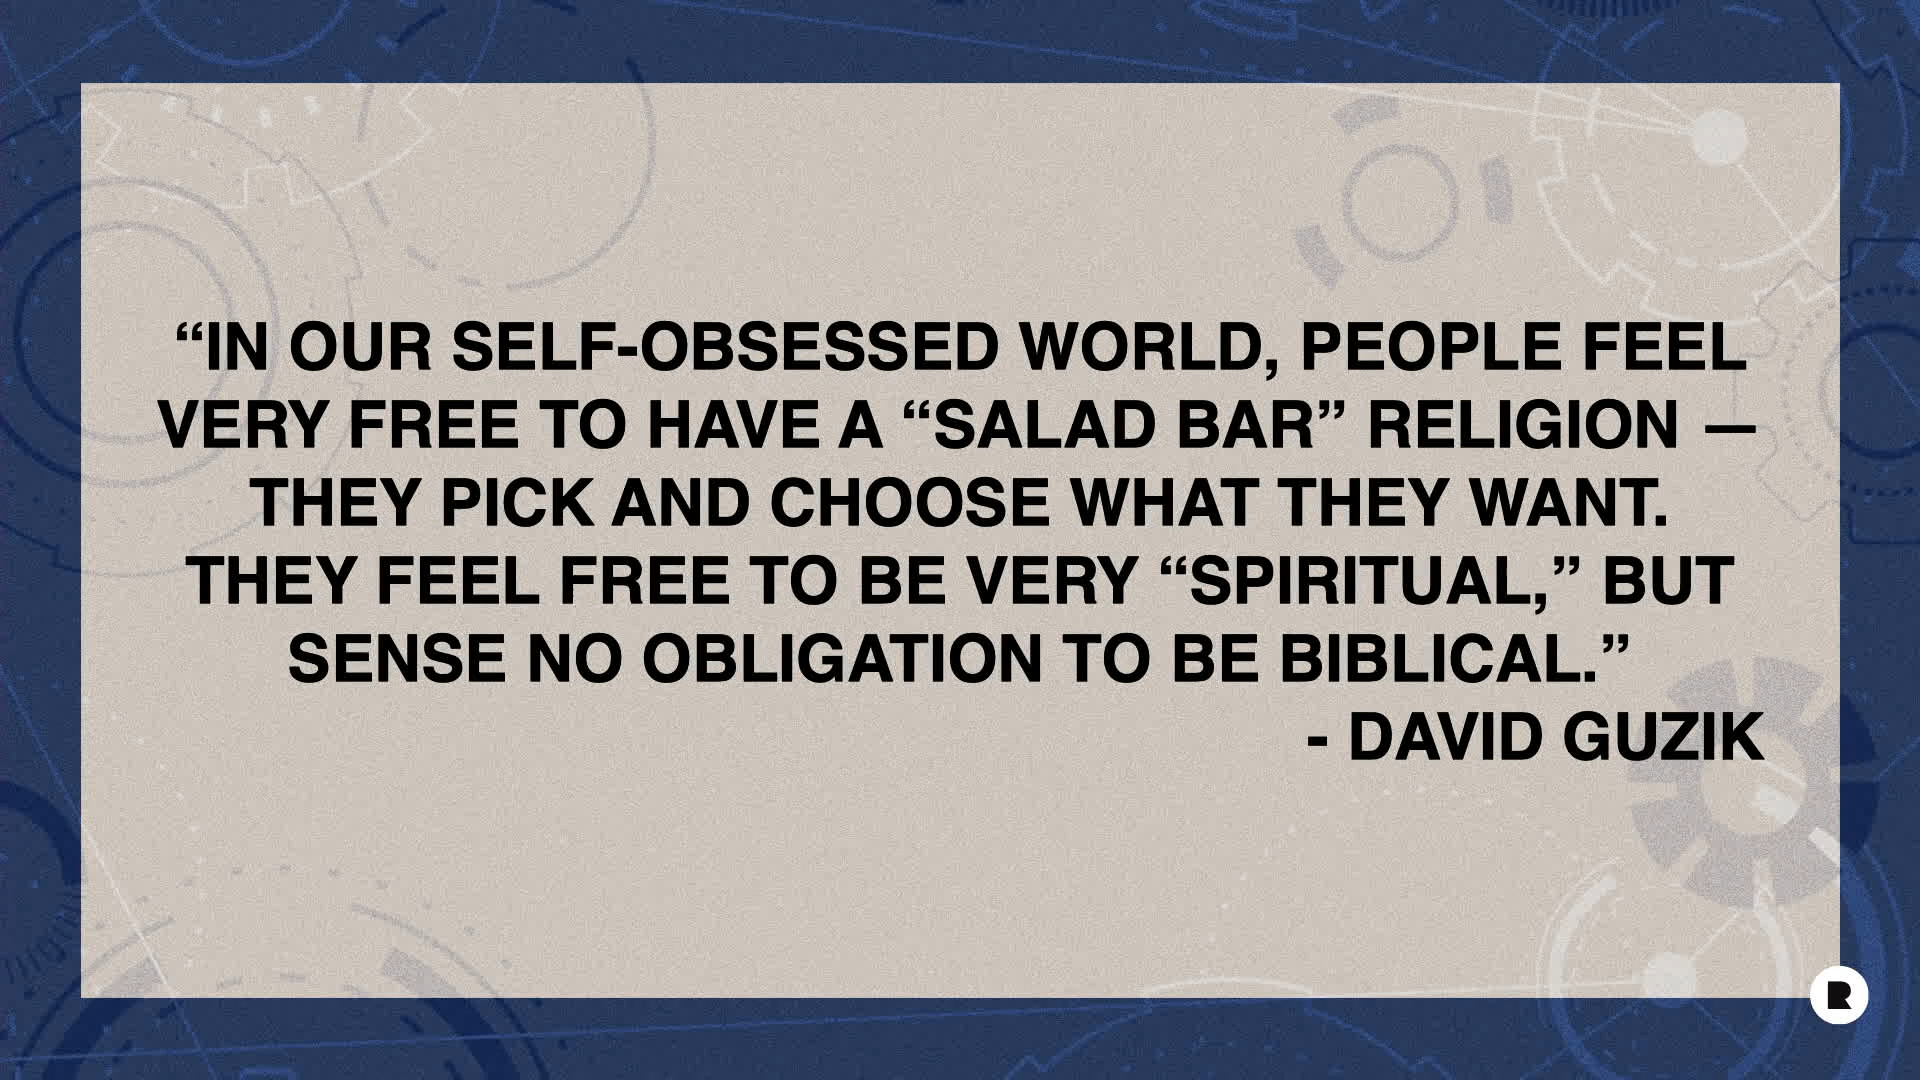 “IN OUR SELF-OBSESSED WORLD, PEOPLE FEEL
VERY FREE TO HAVE A “SALAD BAR” RELIGION —
THEY PICK AND CHOOSE WHAT THEY WANT.
THEY FEEL FREE TO BE VERY “SPIRITUAL,” BUT
SENSE NO OBLIGATION TO BE BIBLICAL.”
- DAVID GUZIK
R